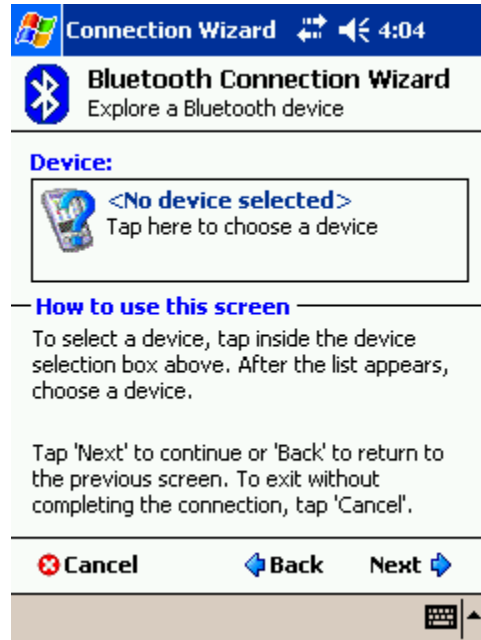 Connection Wizard 4:04
Bluetooth Connection Wizard
Explore a Bluetooth device
Device:
<No device selected>
Tap here to choose a device
How to use this screen
To select a device, tap inside the device
selection box above. After the list appears,
choose a device.
Tap 'Next' to continue or 'Back' to return to
the previous screen. To exit without
completing the connection, tap 'Cancel'.
Cancel Back Next